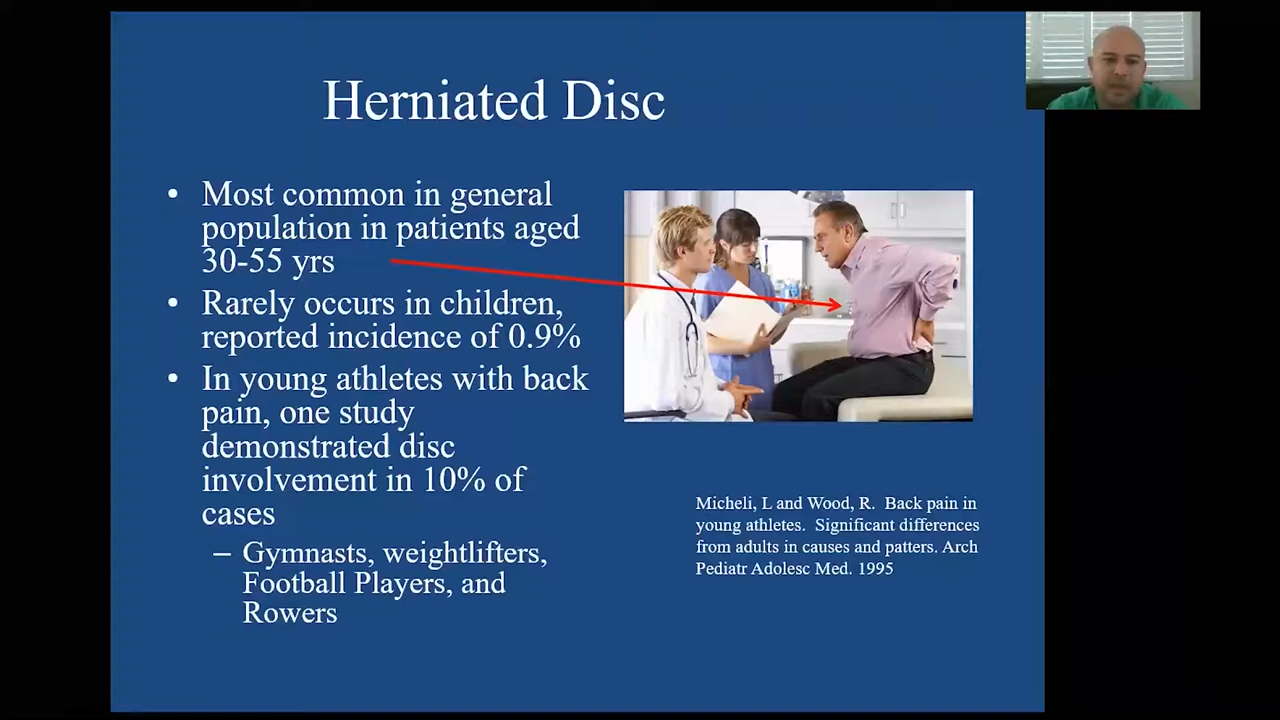 Herniated Disc
• Most common in general
population in patients aged
30-55 yrs
• Rarely occurs in children,
reported incidence of 0.9%
• In young athletes with back
pain, one study
demonstrated disc
involvement in 10% of
cases
– Gymnasts, weightlifters,
Football Players, and
Rowers
Micheli, L and Wood, R. Back pain in
young athletes. Significant differences
from adults in causes and patters. Arch
Pediatr Adolesc Med. 1995